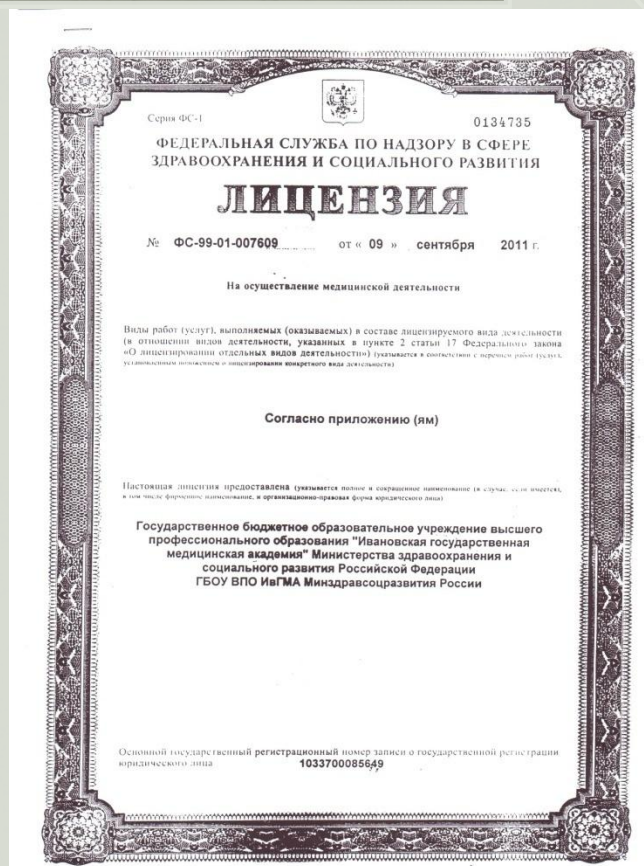 Серия ФС-1
0134735
ФЕДЕРАЛЬНАЯ СЛУЖБА ПО НАДЗОРУ В СФЕРЕ
ЗДРАВООХРАНЕНИЯ И СОЦИАЛЬНОГО РАЗВИТИЯ
ЛИЦЕНЗИЯ
№ ФС-99-01-007609 от « 09 » сентября 2011 г.
На осуществление медицинской деятельности
Виды работ (услуг), выполняемых (оказываемых) в составе лицензируемого вида деятельности
(в отношении видов деятельности, указанных в пункте 2 статьи 17 Федерального закона
«О лицензировании отдельных видов деятельности») (указывается в соответствии с перечнем работ (услуг),
установленным положением о лицензировании конкретного вида деятельности)
Согласно приложению (ям)
Настоящая лицензия предоставлена (указывается полное и сокращенное наименование (в случае, если имеется),
в том числе фирменное наименование, и организационно-правовая форма юридического лица)
Государственное бюджетное образовательное учреждение высшего
профессионального образования "Ивановская государственная
медицинская академия" Министерства здравоохранения и
социального развития Российской Федерации
ГБОУ ВПО ИвГМА Минздравсоцразвития России
Основной государственный регистрационный номер записи о государственной регистрации
юридического лица 1033700085649